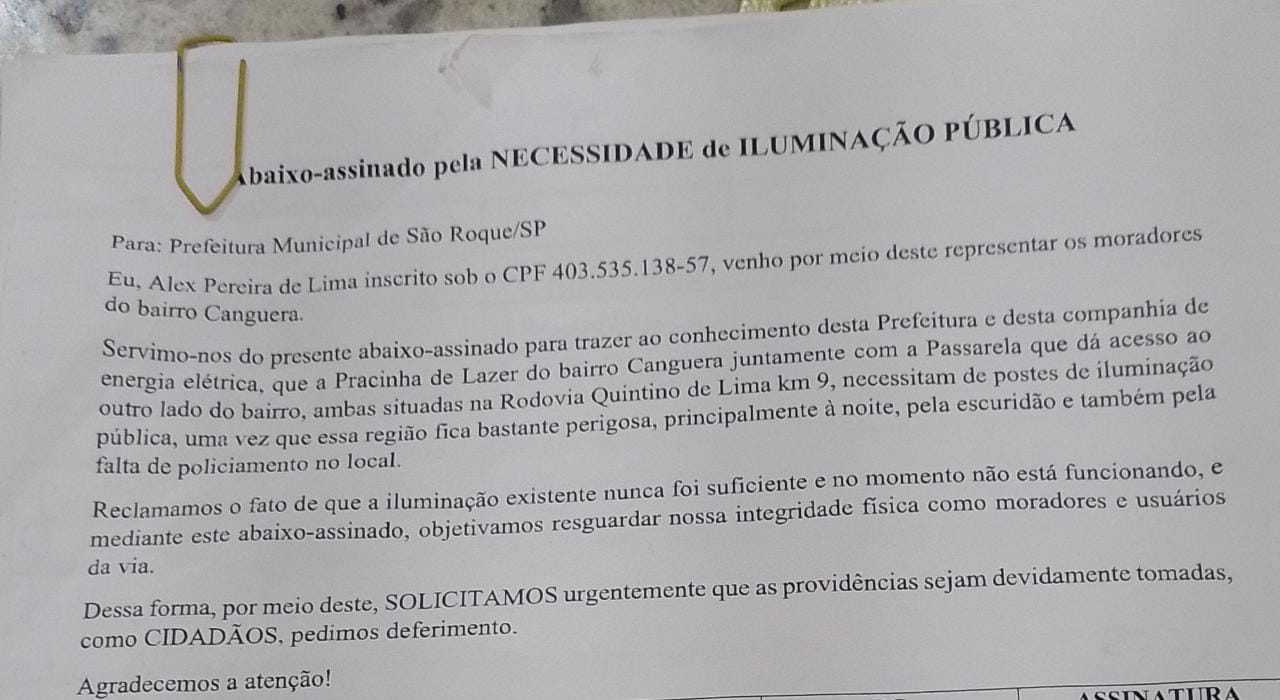 Abaixo-assinado pela NECESSIDADE de ILUMINAÇÃO PÚBLICA
Para: Prefeitura Municipal de São Roque/SP
Eu, Alex Pereira de Lima inscrito sob o CPF 403.535.138-57, venho por meio deste representar os moradores
do bairro Canguera.
Servimo-nos do presente abaixo-assinado para trazer ao conhecimento desta Prefeitura e desta companhia de
energia elétrica, que a Pracinha de Lazer do bairro Canguera juntamente com a Passarela que dá acesso ao
outro lado do bairro, ambas situadas na Rodovia Quintino de Lima km 9, necessitam de postes de iluminação
pública, uma vez que essa região fica bastante perigosa, principalmente à noite, pela escuridão e também pela
falta de policiamento no local.
Reclamamos o fato de que a iluminação existente nunca foi suficiente e no momento não está funcionando, e
mediante este abaixo-assinado, objetivamos resguardar nossa integridade física como moradores e usuários
da via.
Dessa forma, por meio deste, SOLICITAMOS urgentemente que as providências sejam devidamente tomadas,
como CIDADÃOS, pedimos deferimento.
Agradecemos a atenção!
ASSINATURA